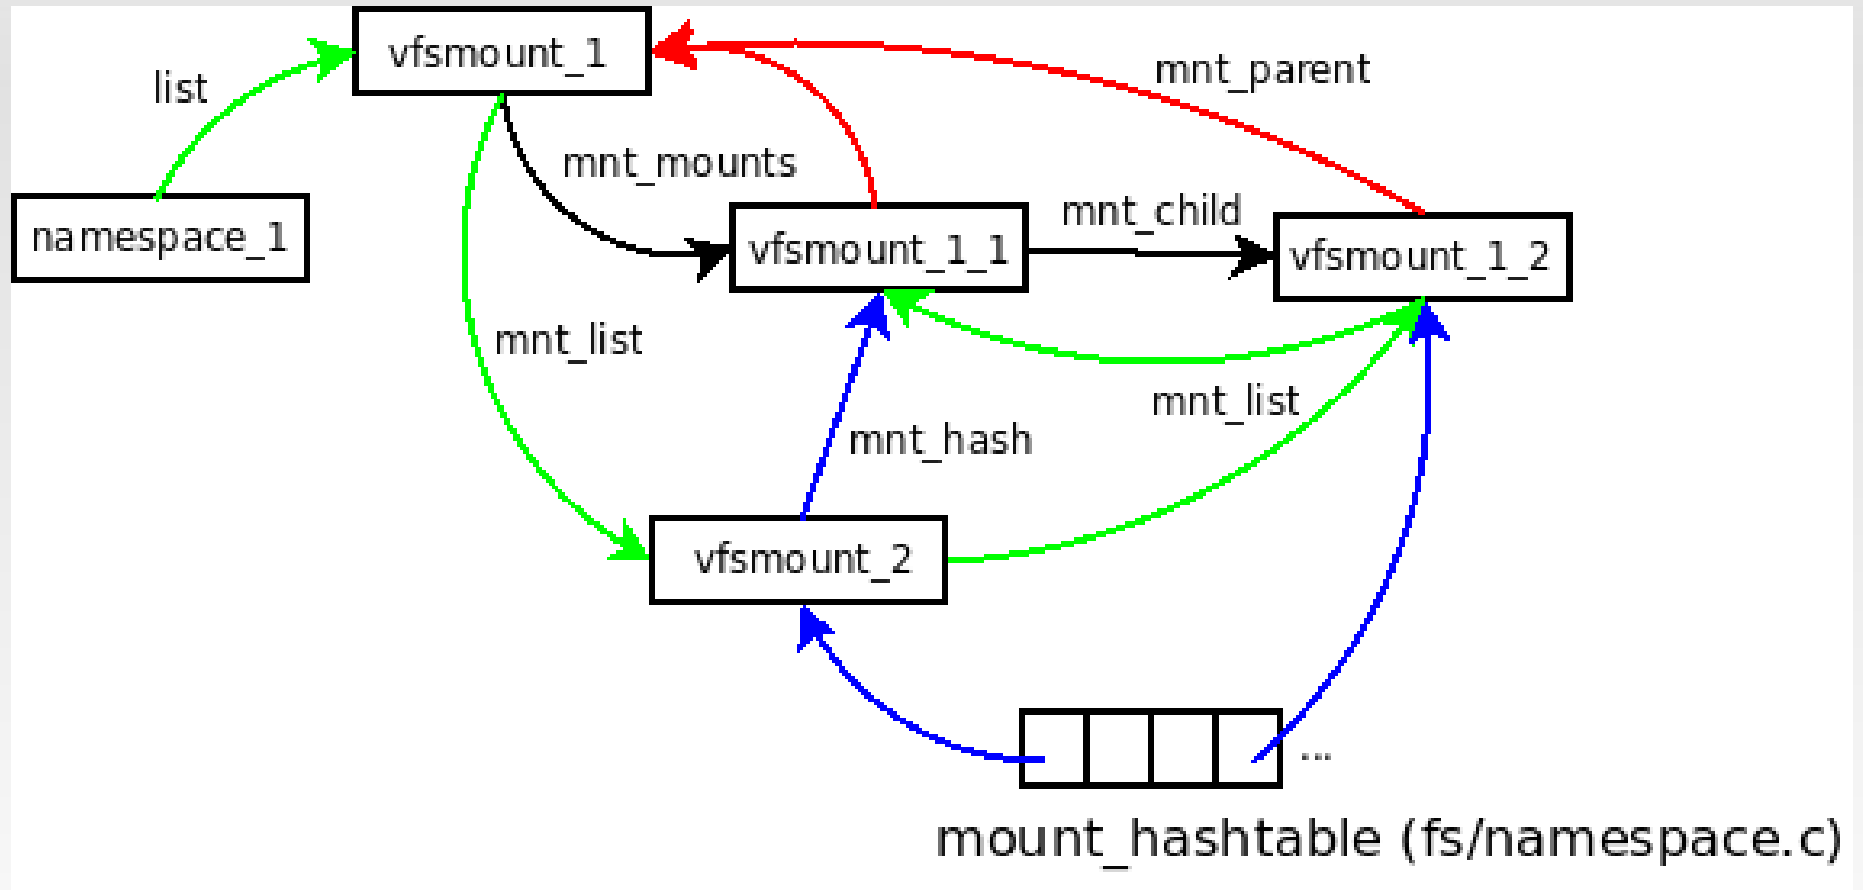 vfsmount_1
list
mnt_parent
mnt_mounts
mnt_child
namespace_1
vfsmount_1_1
vfsmount_1_2
mnt_list
mnt_list
mnt_hash
vfsmount_2
...
mount_hashtable (fs/namespace.c)